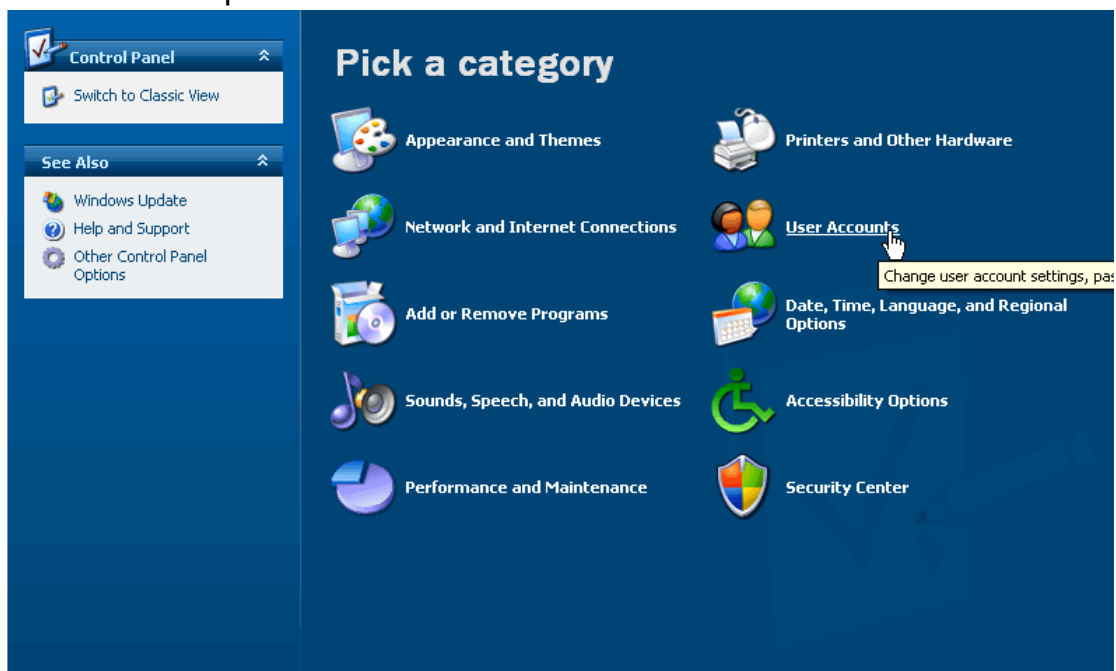 Control Panel
Switch to Classic View
See Also
Windows Update
Help and Support
Other Control Panel
Options
Pick a category
Appearance and Themes
Printers and Other Hardware
Network and Internet Connections
User Accounts
Change user account settings, pas
Add or Remove Programs
Date, Time, Language, and Regional
Options
Sounds, Speech, and Audio Devices
Accessibility Options
Performance and Maintenance
Security Center